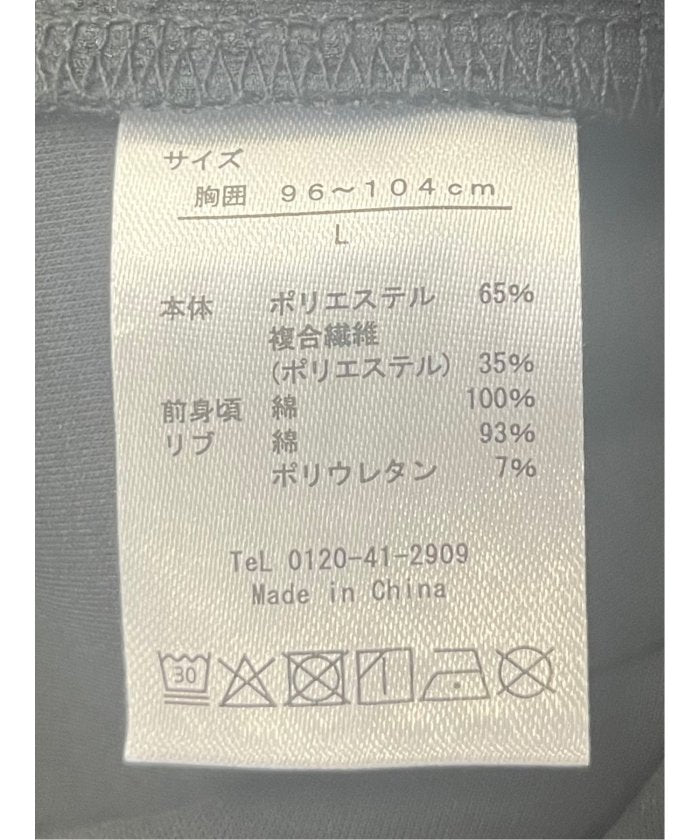 サイズ
胸囲 96～104cm
L
本体 ポリエステル 65%
複合繊維
(ポリエステル) 35%
前身頃 綿 100%
リブ 綿 93%
ポリウレタン 7%
TeL 0120-41-2909
Made in China
30